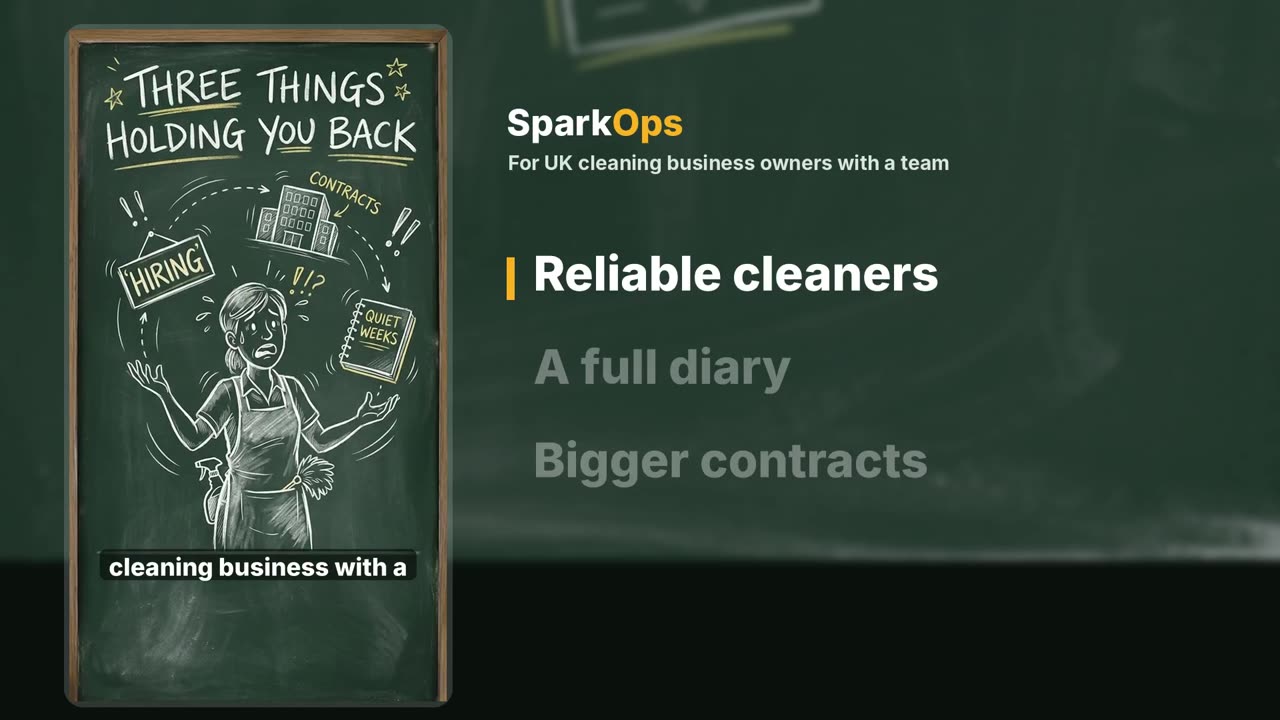 THREE THINGS
HOLDING YOU BACK
CONTRACTS
'HIRING'
!!?
QUIET
WEEKS
cleaning business with a
SparkOps
For UK cleaning business owners with a team
Reliable cleaners
A full diary
Bigger contracts